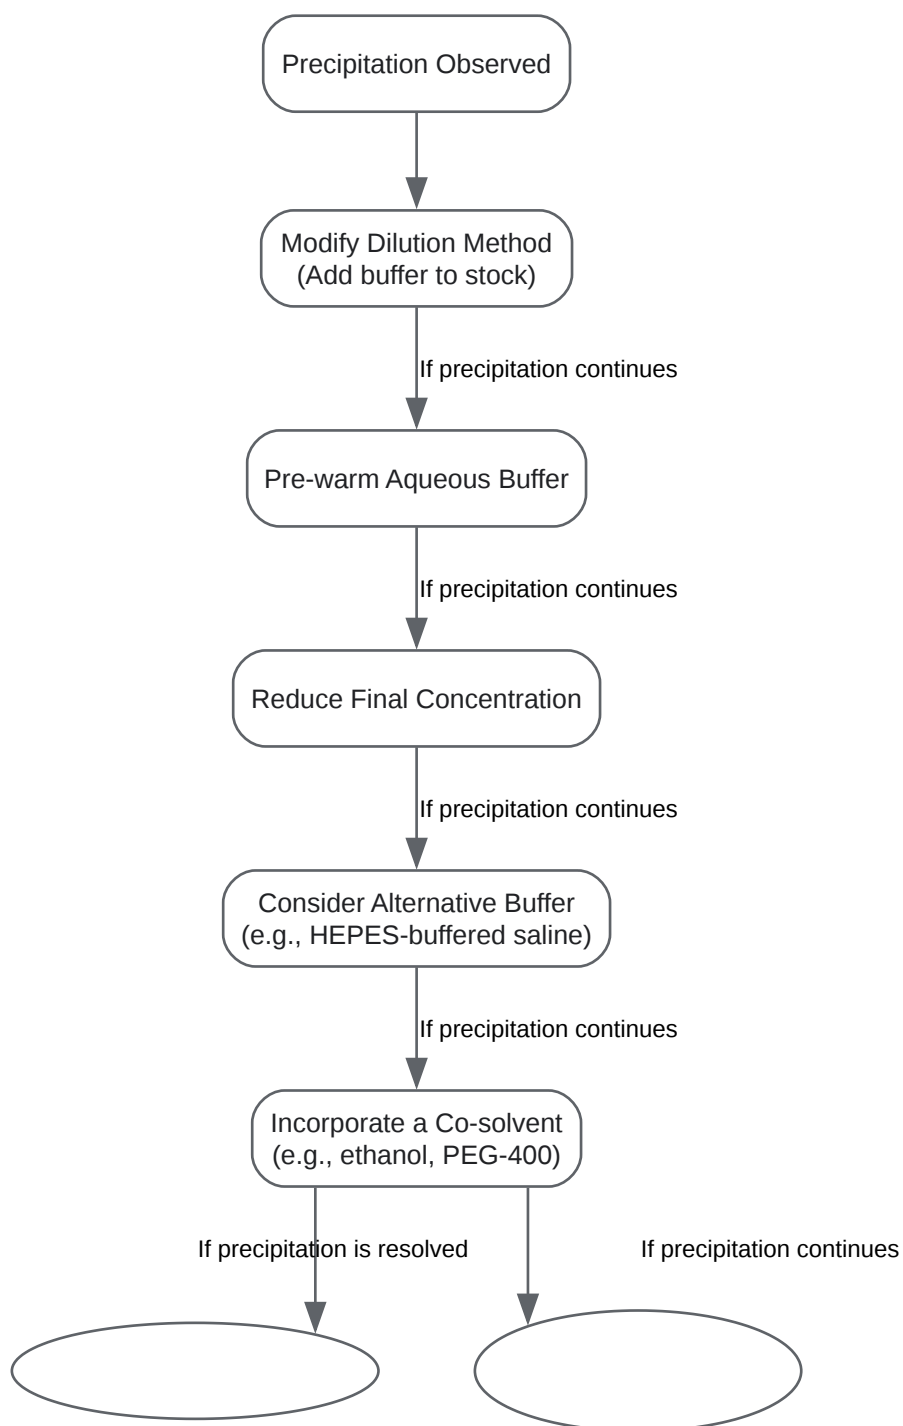 Precipitation Observed
Modify Dilution Method
(Add buffer to stock)
If precipitation continues
Pre-warm Aqueous Buffer
If precipitation continues
Reduce Final Concentration
If precipitation continues
Consider Alternative Buffer
(e.g., HEPES-buffered saline)
If precipitation continues
Incorporate a Co-solvent
(e.g., ethanol, PEG-400)
If precipitation is resolved
If precipitation continues